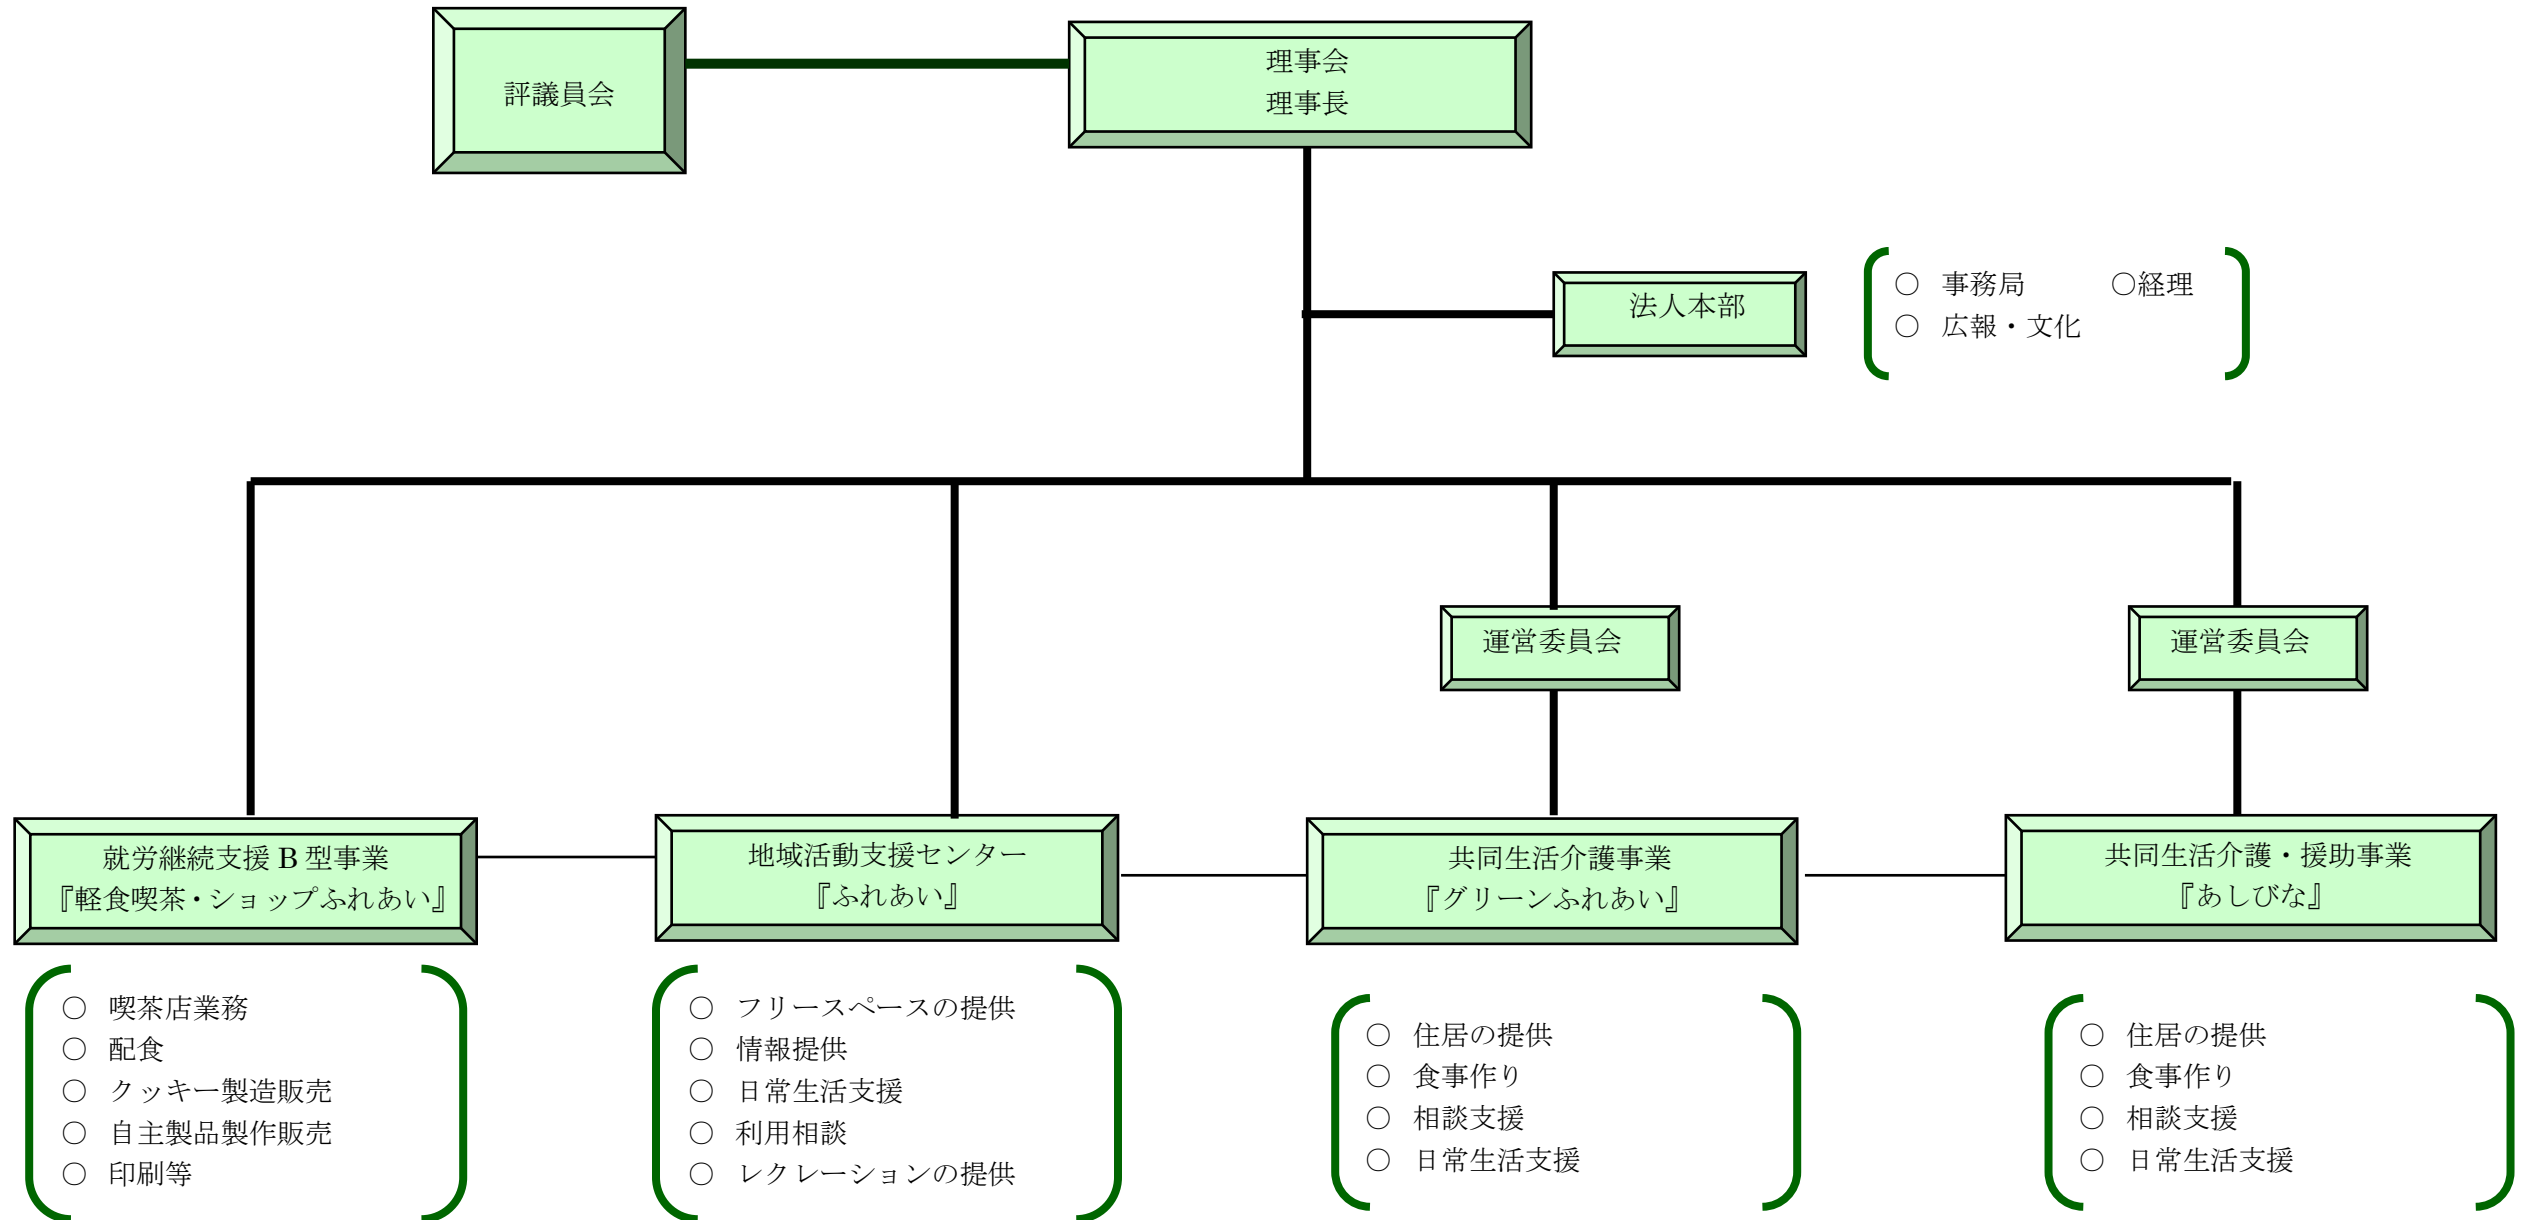 評議員会
理事会
理事長
法人本部
○ 事務局 ○経理
○ 広報・文化
運営委員会
運営委員会
就労継続支援 B 型事業
『軽食喫茶・ショップふれあい』
地域活動支援センター
『ふれあい』
共同生活介護事業
『グリーンふれあい』
共同生活介護・援助事業
『あしびな』
○ 喫茶店業務
○ 配食
○ クッキー製造販売
○ 自主製品製作販売
○ 印刷等
○ フリースペースの提供
○ 情報提供
○ 日常生活支援
○ 利用相談
○ レクレーションの提供
○ 住居の提供
○ 食事作り
○ 相談支援
○ 日常生活支援
○ 住居の提供
○ 食事作り
○ 相談支援
○ 日常生活支援